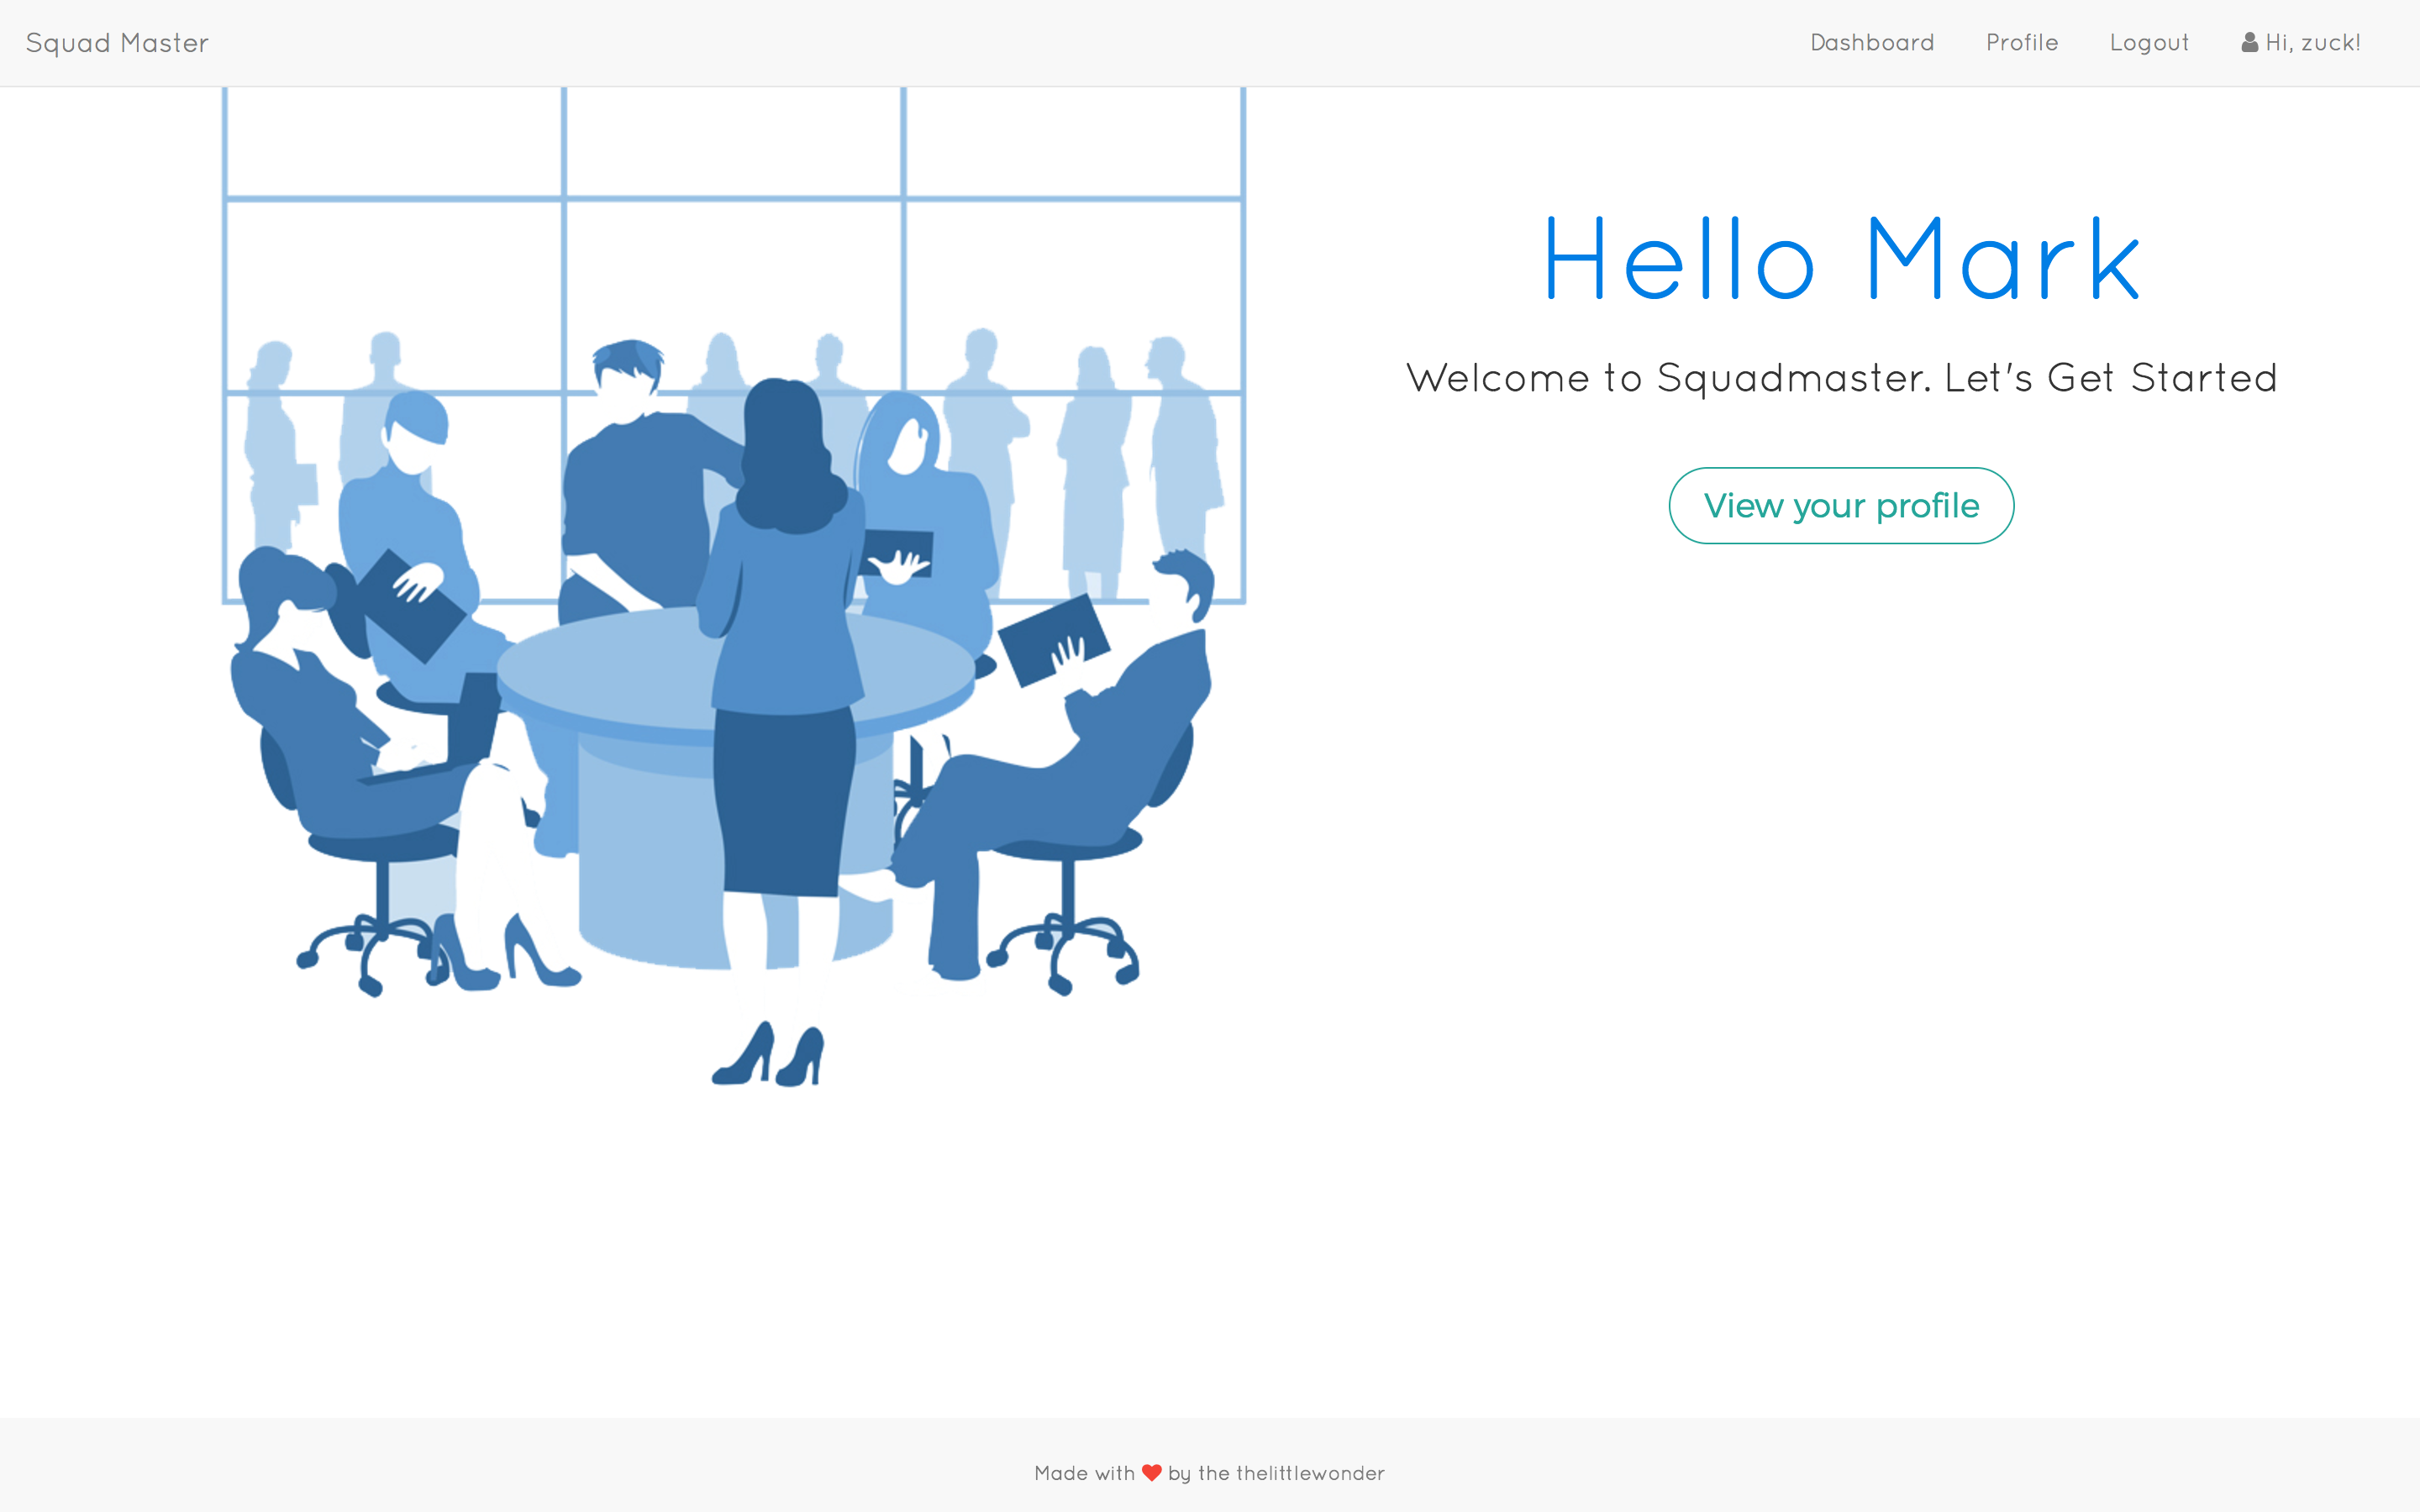 Squad Master
Dashboard Profile Logout Hi, zuck!
Hello Mark
Welcome to Squadmaster. Let's Get Started
View your profile
Made with ❤ by the thelittlewonder